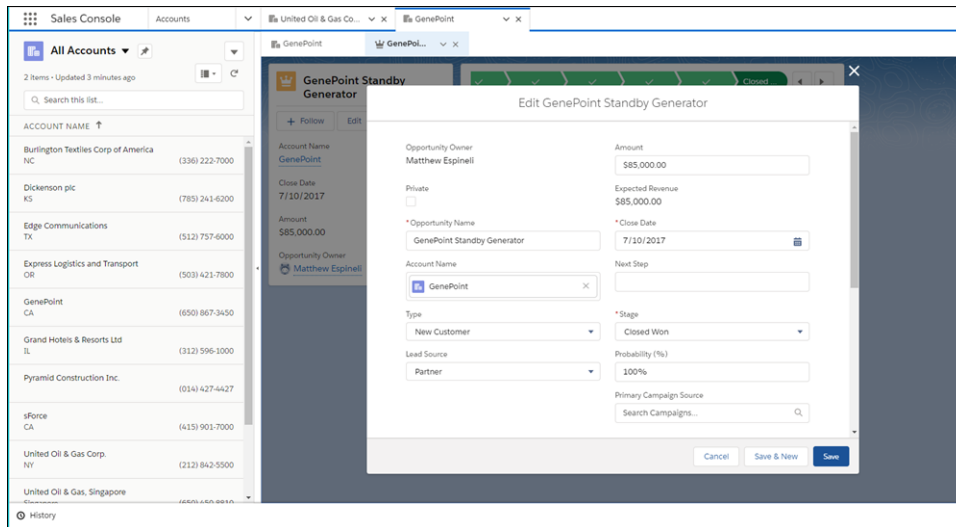 Sales Console
Accounts
United Oil & Gas Co...
GenePoint
All Accounts
2 items • Updated 3 minutes ago
Search this list...
ACCOUNT NAME
Burlington Textiles Corp of America
NC (336) 222-7000
Dickenson plc
KS (785) 241-6200
Edge Communications
TX (512) 757-6000
Express Logistics and Transport
OR (503) 421-7800
GenePoint
CA (650) 867-3450
Grand Hotels & Resorts Ltd
IL (312) 596-1000
Pyramid Construction Inc.
(014) 427-4427
sForce
CA (415) 901-7000
United Oil & Gas Corp.
NY (212) 842-5500
United Oil & Gas, Singapore
Singapore (650) 450-8810
History
GenePoint
GenePoi...
GenePoint Standby
Generator
Follow
Edit
Closed ...
Account Name
GenePoint
Close Date
7/10/2017
Amount
$85,000.00
Opportunity Owner
Matthew Espineli
Edit GenePoint Standby Generator
Opportunity Owner
Matthew Espineli
Amount
$85,000.00
Private
Expected Revenue
$85,000.00
*Opportunity Name
GenePoint Standby Generator
*Close Date
7/10/2017
Account Name
GenePoint
Next Step
Type
New Customer
*Stage
Closed Won
Lead Source
Partner
Probability (%)
100%
Primary Campaign Source
Search Campaigns...
Cancel
Save & New
Save